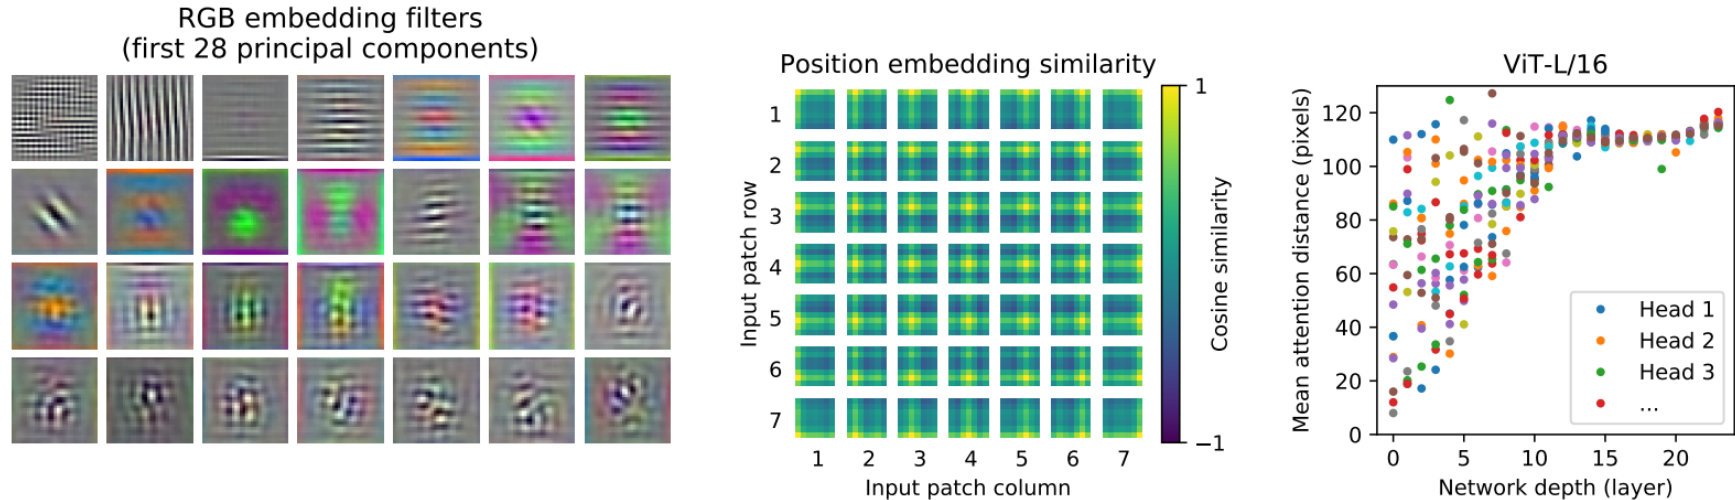 RGB embedding filters
(first 28 principal components)
Position embedding similarity
Input patch row
1
2
3
4
5
6
7
1 2 3 4 5 6 7
Input patch column
1
Cosine similarity
−1
ViT-L/16
Mean attention distance (pixels)
120
100
80
60
40
20
0
Head 1
Head 2
Head 3
...
0 5 10 15 20
Network depth (layer)